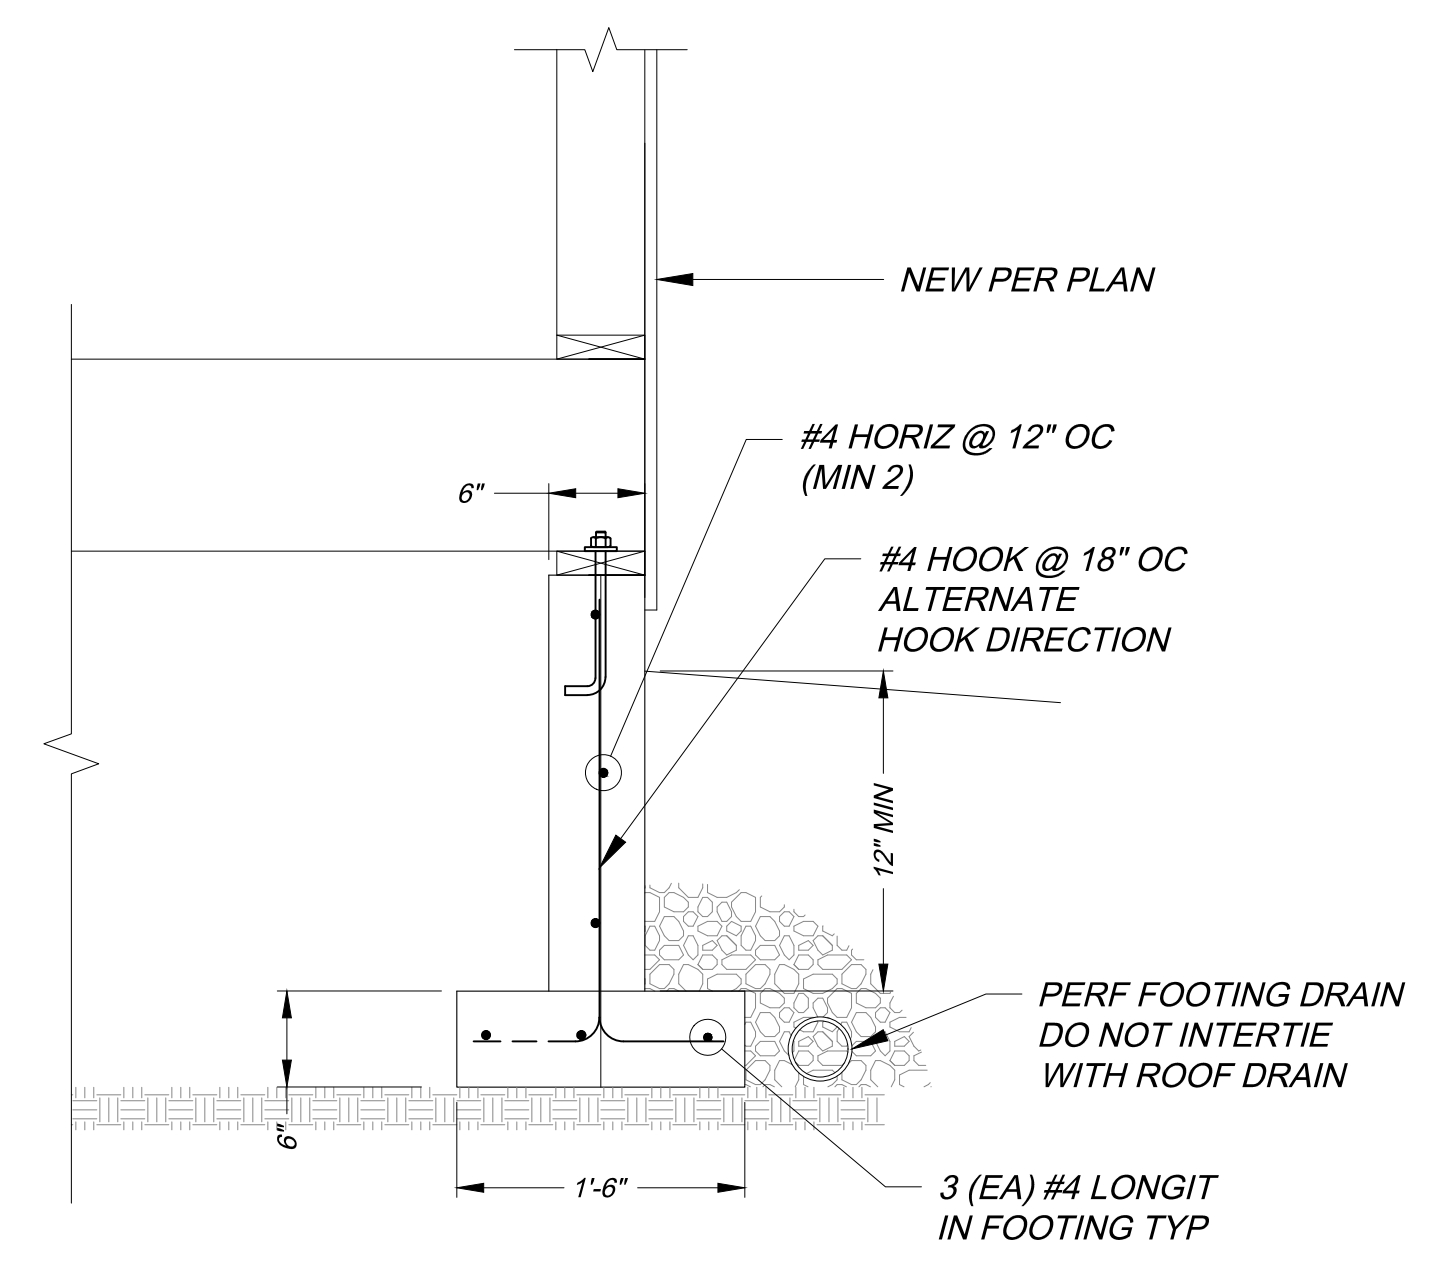 NEW PER PLAN
#4 HORIZ @ 12" OC
(MIN 2)
6"
#4 HOOK @ 18" OC
ALTERNATE
HOOK DIRECTION
12" MIN
PERF FOOTING DRAIN
DO NOT INTERTIE
WITH ROOF DRAIN
6"
1'-6"
3 (EA) #4 LONGIT
IN FOOTING TYP